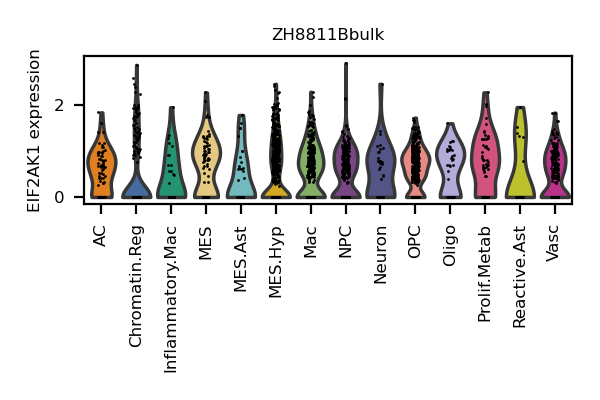 ZH8811Bbulk
EIF2AK1 expression
2
0
AC
Chromatin.Reg
Inflammatory.Mac
MES
MES.Ast
MES.Hyp
Mac
NPC
Neuron
OPC
Oligo
Prolif.Metab
Reactive.Ast
Vasc